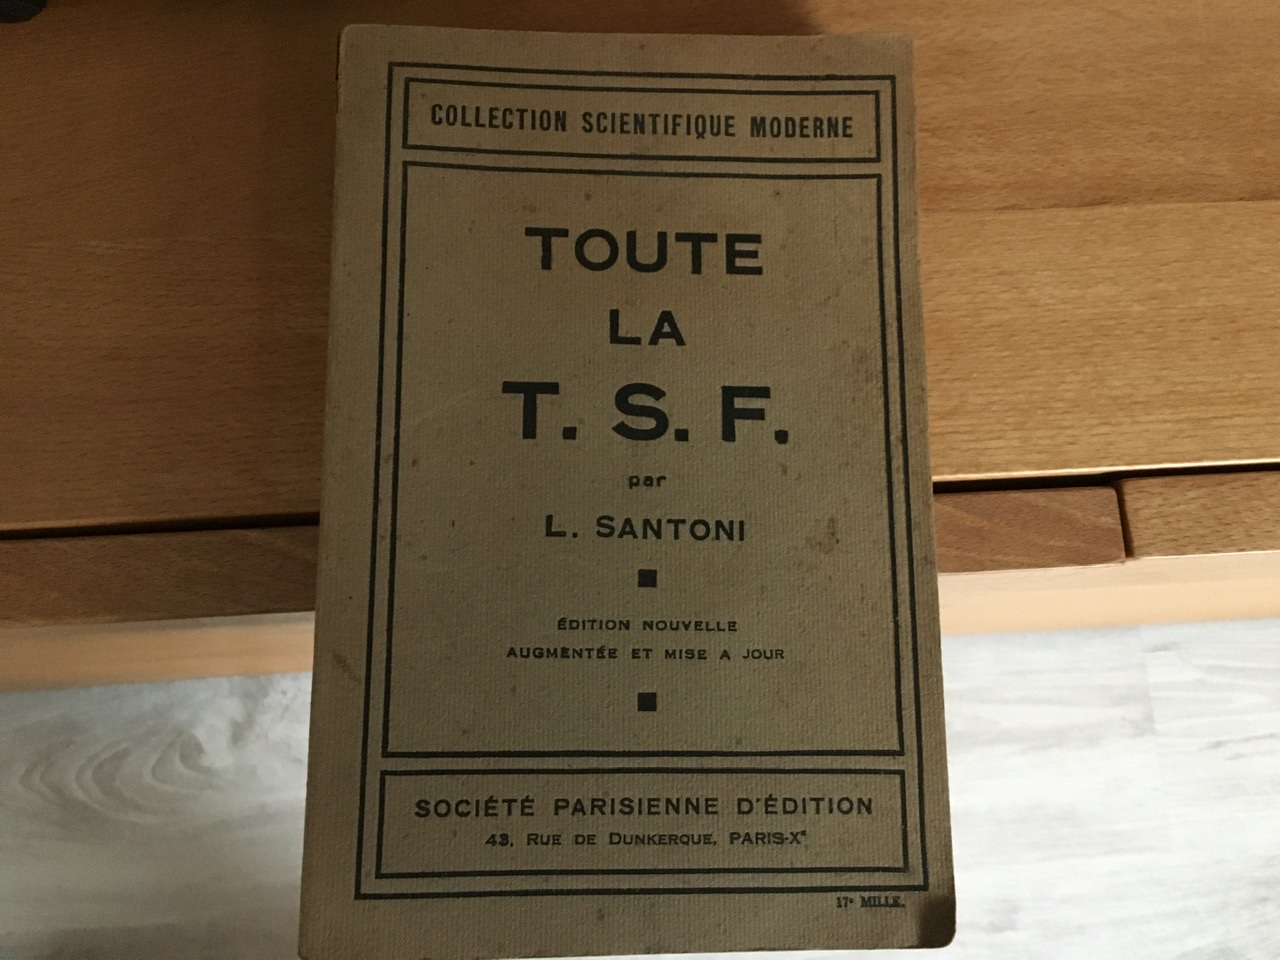 COLLECTION SCIENTIFIQUE MODERNE
TOUTE
LA
T. S. F.
par
L. SANTONI
ÉDITION NOUVELLE
AUGMENTÉE ET MISE A JOUR
SOCIÉTÉ PARISIENNE D'ÉDITION
43, RUE DE DUNKERQUE, PARIS-Xᵉ
17ᵉ MILLE.